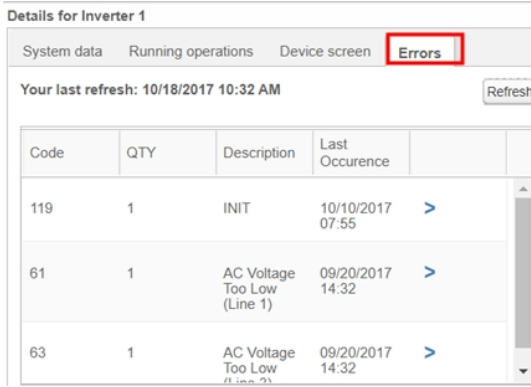 Details for Inverter 1
System data Running operations Device screen Errors
Your last refresh: 10/18/2017 10:32 AM Refresh
Code QTY Description Last Occurence
119 1 INIT 10/10/2017 07:55 >
61 1 AC Voltage Too Low (Line 1) 09/20/2017 14:32 >
63 1 AC Voltage Too Low (Line 2) 09/20/2017 14:32 >